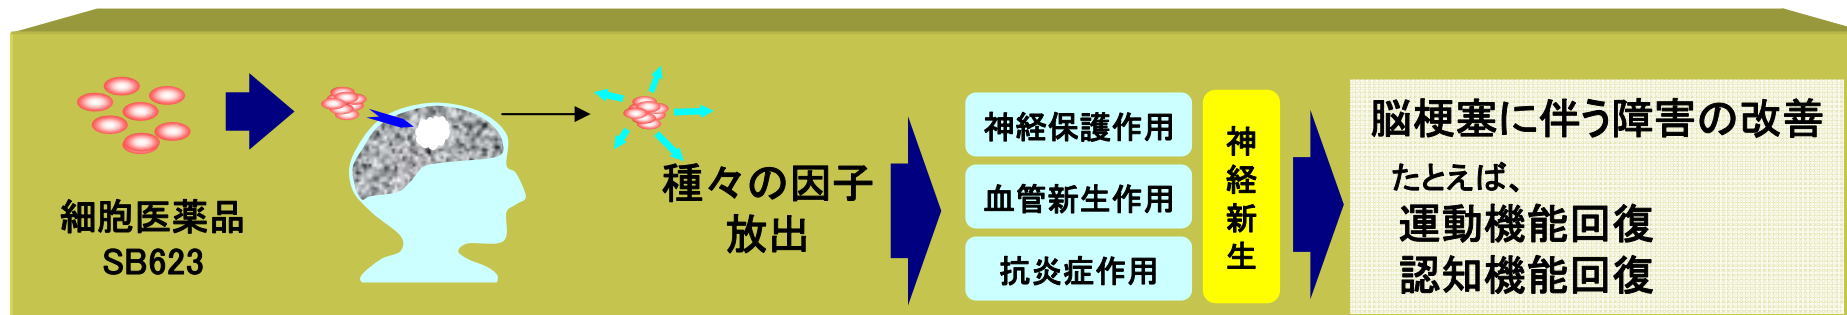 細胞医薬品
SB623
種々の因子
放出
神経保護作用
血管新生作用
抗炎症作用
神経新生
脳梗塞に伴う障害の改善
たとえば、
運動機能回復
認知機能回復